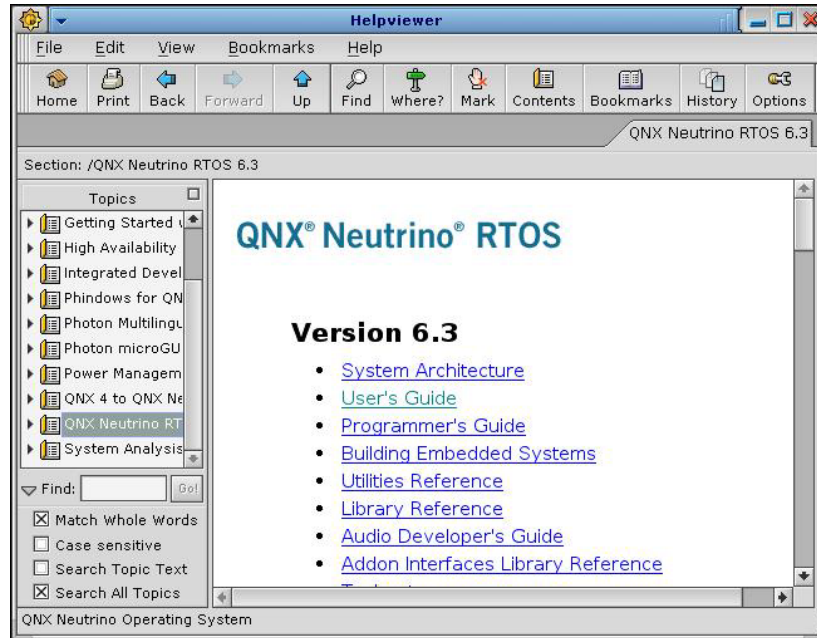 Helpviewer
File Edit View Bookmarks Help
Home Print Back Forward Up Find Where? Mark Contents Bookmarks History Options
QNX Neutrino RTOS 6.3
Section: /QNX Neutrino RTOS 6.3
Topics
Getting Started
High Availability
Integrated Devel
Phindows for QN
Photon Multilingu
Photon microGU
Power Managem
QNX 4 to QNX Ne
QNX Neutrino RT
System Analysis
Find: Go!
Match Whole Words
Case sensitive
Search Topic Text
Search All Topics
QNX® Neutrino® RTOS
Version 6.3
• System Architecture
• User's Guide
• Programmer's Guide
• Building Embedded Systems
• Utilities Reference
• Library Reference
• Audio Developer's Guide
• Addon Interfaces Library Reference
QNX Neutrino Operating System